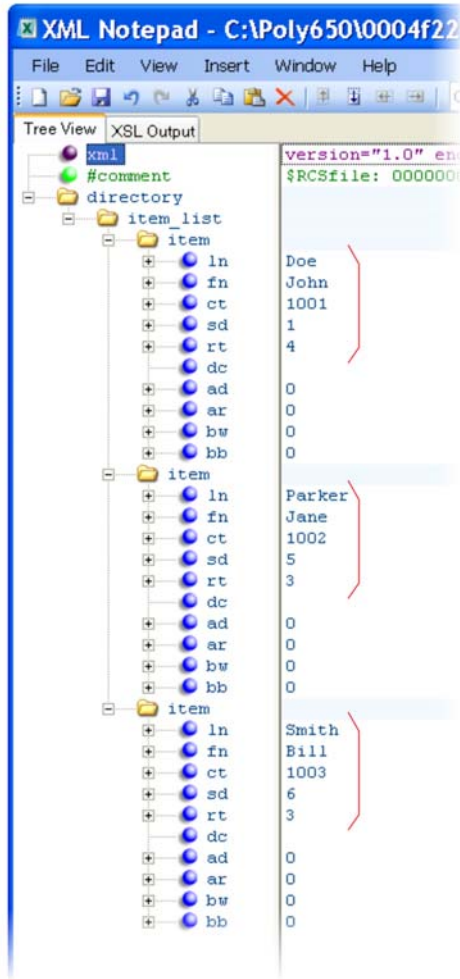 XML Notepad - C:\Poly650\0004f22
File Edit View Insert Window Help
Tree View XSL Output
xml version="1.0" en
#comment $RCSfile: 000000
directory
item_list
item
ln Doe
fn John
ct 1001
sd 1
rt 4
dc
ad 0
ar 0
bw 0
bb 0
item
ln Parker
fn Jane
ct 1002
sd 5
rt 3
dc
ad 0
ar 0
bw 0
bb 0
item
ln Smith
fn Bill
ct 1003
sd 6
rt 3
dc
ad 0
ar 0
bw 0
bb 0